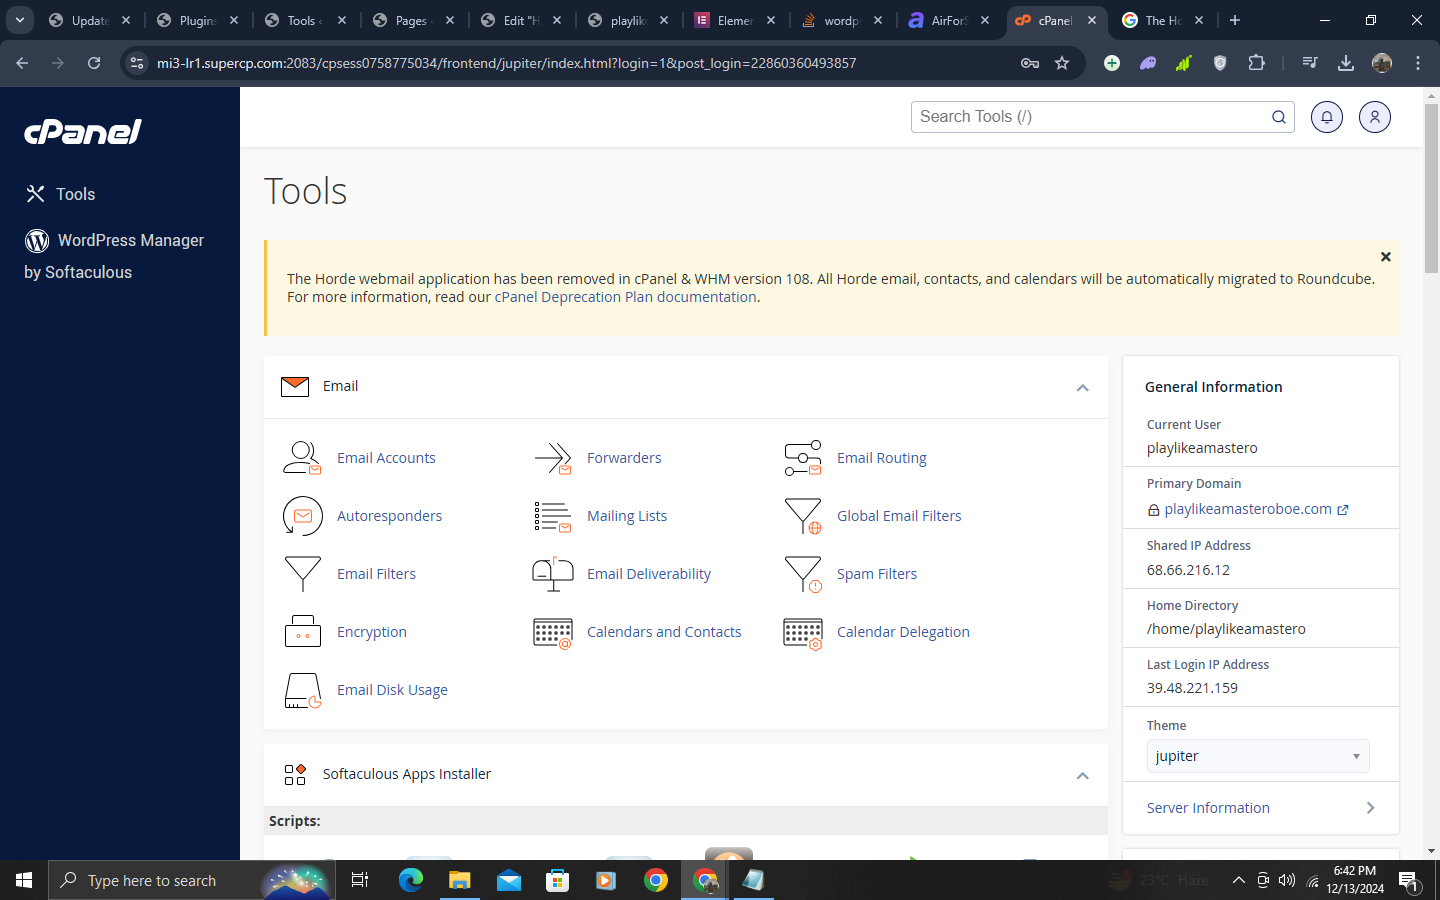 Update
Plugins
Tools ‹
Pages
Edit "H
playlik
Elemen
wordp
AirForS
cPanel
The Ho
mi3-lr1.supercp.com:2083/cpsess0758775034/frontend/jupiter/index.html?login=1&post_login=22860360493857
cPanel
Search Tools (/)
Tools
WordPress Manager
by Softaculous
Tools
The Horde webmail application has been removed in cPanel & WHM version 108. All Horde email, contacts, and calendars will be automatically migrated to Roundcube.
For more information, read our cPanel Deprecation Plan documentation.
Email
Email Accounts
Forwarders
Email Routing
Autoresponders
Mailing Lists
Global Email Filters
Email Filters
Email Deliverability
Spam Filters
Encryption
Calendars and Contacts
Calendar Delegation
Email Disk Usage
Softaculous Apps Installer
Scripts:
General Information
Current User
playlikeamastero
Primary Domain
playlikeamasteroboe.com
Shared IP Address
68.66.216.12
Home Directory
/home/playlikeamastero
Last Login IP Address
39.48.221.159
Theme
jupiter
Server Information
Type here to search
23°C Haze
6:42 PM
12/13/2024
1